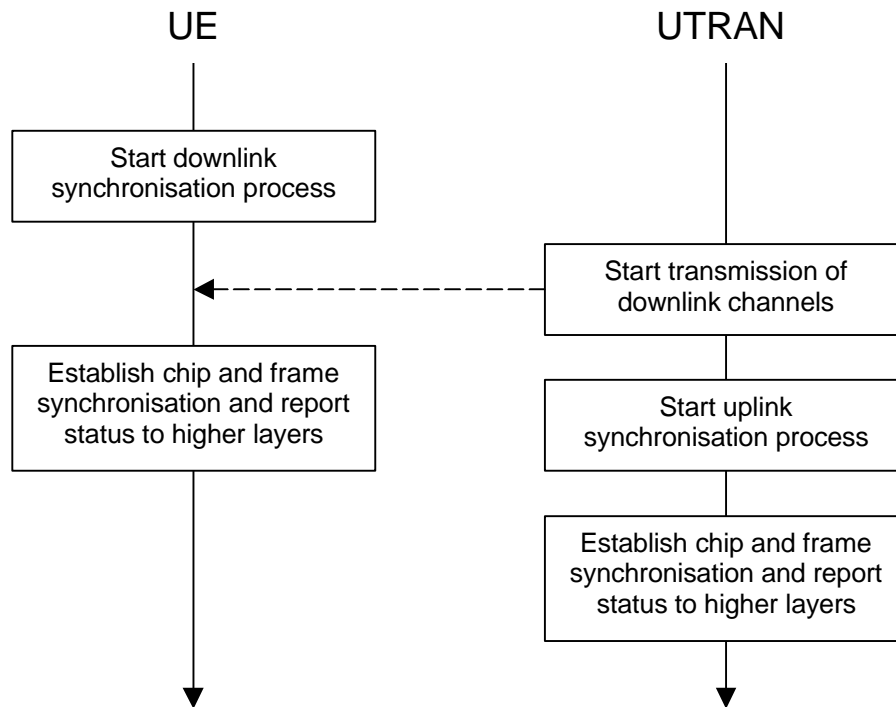 UE
UTRAN
Start downlink
synchronisation process
Start transmission of
downlink channels
Establish chip and frame
synchronisation and report
status to higher layers
Start uplink
synchronisation process
Establish chip and frame
synchronisation and report
status to higher layers